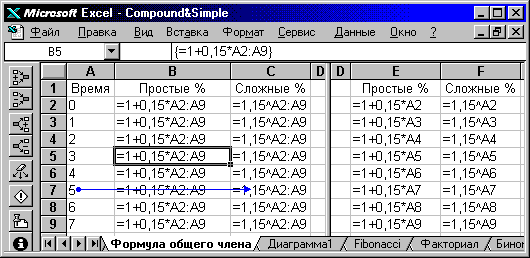 Microsoft Excel - Compound&Simple
Файл Правка Вид Вставка Формат Сервис Данные Окно ?
B5 {=1+0,15*A2:A9}
A B C D E F
1 Время Простые % Сложные % Простые % Сложные %
2 0 =1+0,15*A2:A9 =1,15^A2:A9 =1+0,15*A2 =1,15^A2
3 1 =1+0,15*A2:A9 =1,15^A2:A9 =1+0,15*A3 =1,15^A3
4 2 =1+0,15*A2:A9 =1,15^A2:A9 =1+0,15*A4 =1,15^A4
5 3 =1+0,15*A2:A9 =1,15^A2:A9 =1+0,15*A5 =1,15^A5
6 4 =1+0,15*A2:A9 =1,15^A2:A9 =1+0,15*A6 =1,15^A6
7 5 =1+0,15*A2:A9 =1,15^A2:A9 =1+0,15*A7 =1,15^A7
8 6 =1+0,15*A2:A9 =1,15^A2:A9 =1+0,15*A8 =1,15^A8
9 7 =1+0,15*A2:A9 =1,15^A2:A9 =1+0,15*A9 =1,15^A9
Формула общего члена Диаграмма1 Fibonacci Факториал Бино